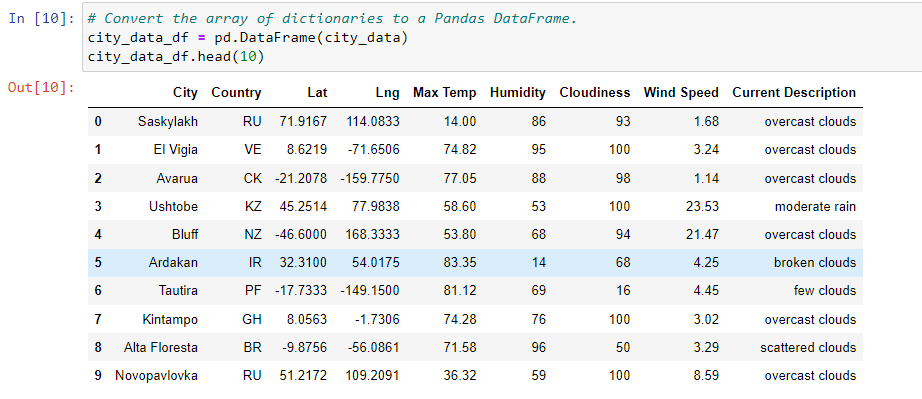 In [10]: # Convert the array of dictionaries to a Pandas DataFrame.
city_data_df = pd.DataFrame(city_data)
city_data_df.head(10)
Out[10]:
City Country Lat Lng Max Temp Humidity Cloudiness Wind Speed Current Description
0 Saskylakh RU 71.9167 114.0833 14.00 86 93 1.68 overcast clouds
1 El Vigia VE 8.6219 -71.6506 74.82 95 100 3.24 overcast clouds
2 Avarua CK -21.2078 -159.7750 77.05 88 98 1.14 overcast clouds
3 Ushtobe KZ 45.2514 77.9838 58.60 53 100 23.53 moderate rain
4 Bluff NZ -46.6000 168.3333 53.80 68 94 21.47 overcast clouds
5 Ardakan IR 32.3100 54.0175 83.35 14 68 4.25 broken clouds
6 Tautira PF -17.7333 -149.1500 81.12 69 16 4.45 few clouds
7 Kintampo GH 8.0563 -1.7306 74.28 76 100 3.02 overcast clouds
8 Alta Floresta BR -9.8756 -56.0861 71.58 96 50 3.29 scattered clouds
9 Novopavlovka RU 51.2172 109.2091 36.32 59 100 8.59 overcast clouds